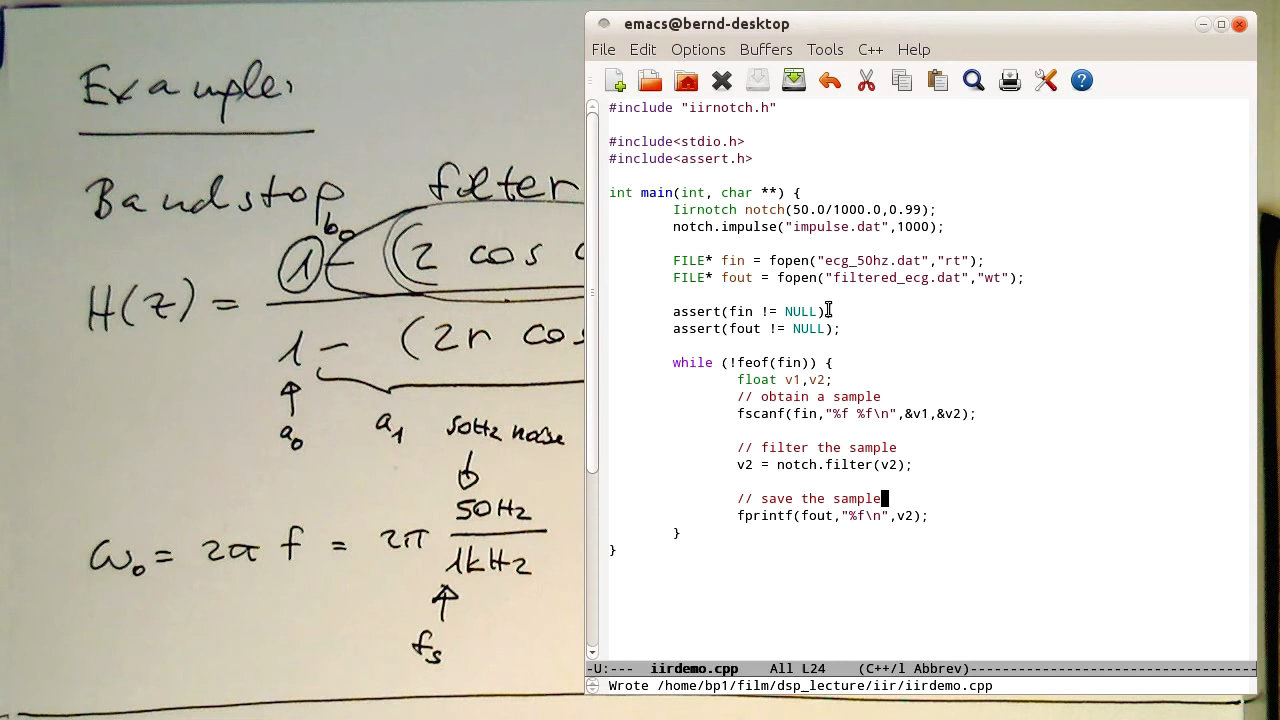 Example:
Bandstop filter
b₀
1 - (2 cos
H(z) =
1 - (2r cos
a₀
a₁
50Hz noise
50Hz
ω₀ = 2π f = 2π
1kHz
fs
emacs@bernd-desktop
File Edit Options Buffers Tools C++ Help
#include "iirnotch.h"
#include<stdio.h>
#include<assert.h>
int main(int, char **) {
Iirnotch notch(50.0/1000.0,0.99);
notch.impulse("impulse.dat",1000);
FILE* fin = fopen("ecg_50hz.dat","rt");
FILE* fout = fopen("filtered_ecg.dat","wt");
assert(fin != NULL)
assert(fout != NULL);
while (!feof(fin)) {
float v1,v2;
// obtain a sample
fscanf(fin,"%f %f\n",&v1,&v2);
// filter the sample
v2 = notch.filter(v2);
// save the sample
fprintf(fout,"%f\n",v2);
}
}
-U:--- iirdemo.cpp All L24 (C++/l Abbrev)
Wrote /home/bp1/film/dsp_lecture/iir/iirdemo.cpp